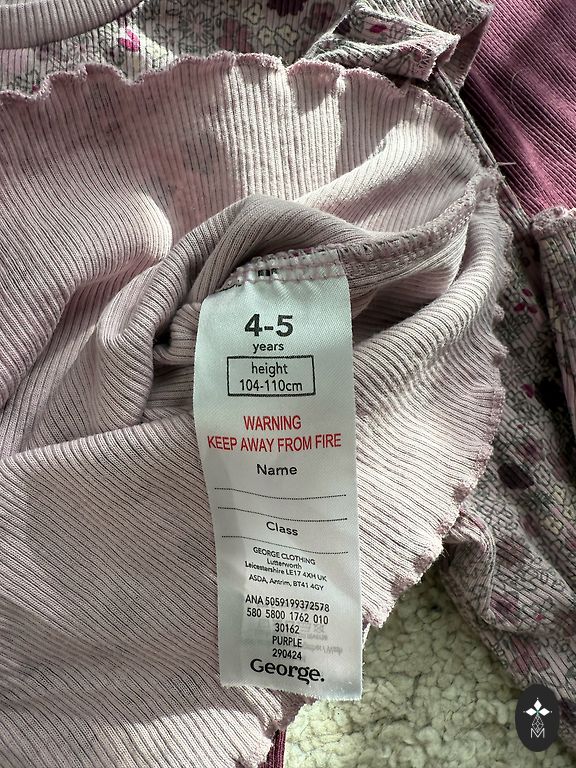 4-5
years
height
104-110cm
WARNING
KEEP AWAY FROM FIRE
Name
Class
GEORGE CLOTHING
Lutterworth
Leicestershire LE17 4XH UK
ASDA, Antrim, BT41 4GY
ANA 5059199372578
580 5800 1762 010
30162
PURPLE
290424
George.
M